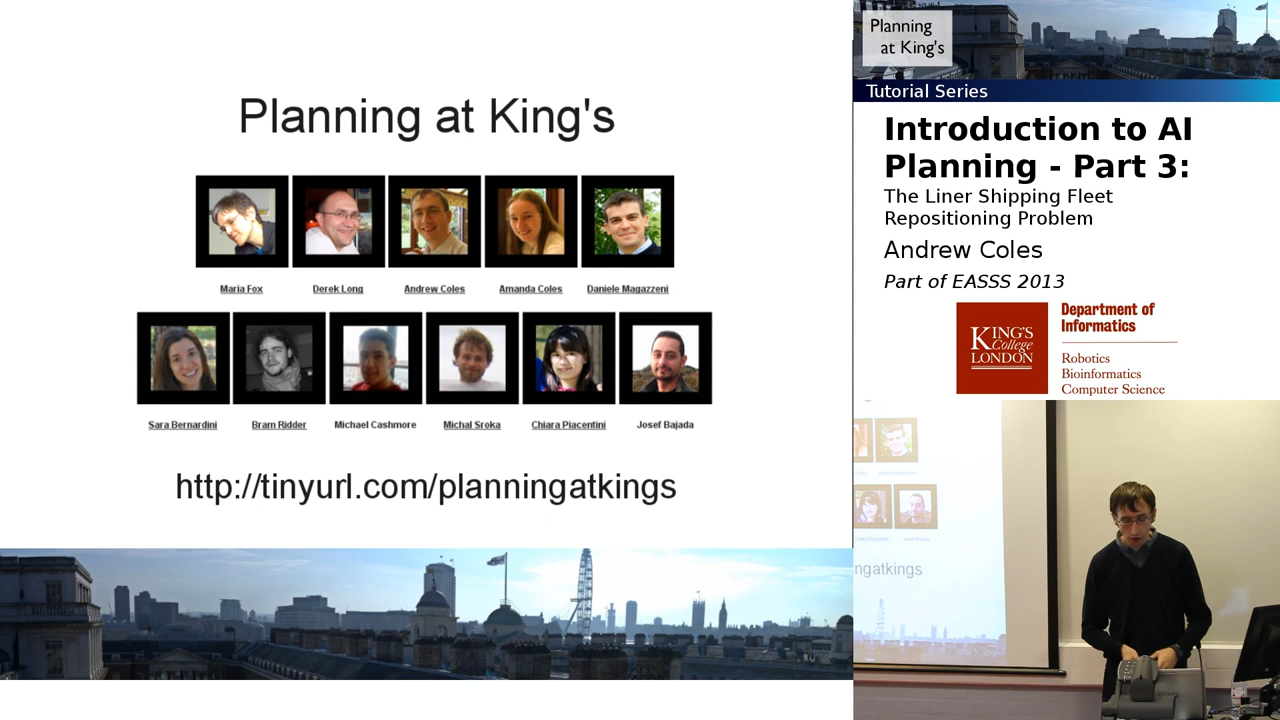 Planning at King's
Maria Fox
Derek Long
Andrew Coles
Amanda Coles
Daniele Magazzeni
Sara Bernardini
Bram Ridder
Michael Cashmore
Michal Sroka
Chiara Piacentini
Josef Bajada
http://tinyurl.com/planningatkings
Planning
at King's
Tutorial Series
Introduction to AI
Planning - Part 3:
The Liner Shipping Fleet
Repositioning Problem
Andrew Coles
Part of EASSS 2013
KING'S
College
LONDON
Department of
Informatics
Robotics
Bioinformatics
Computer Science
ngatkings